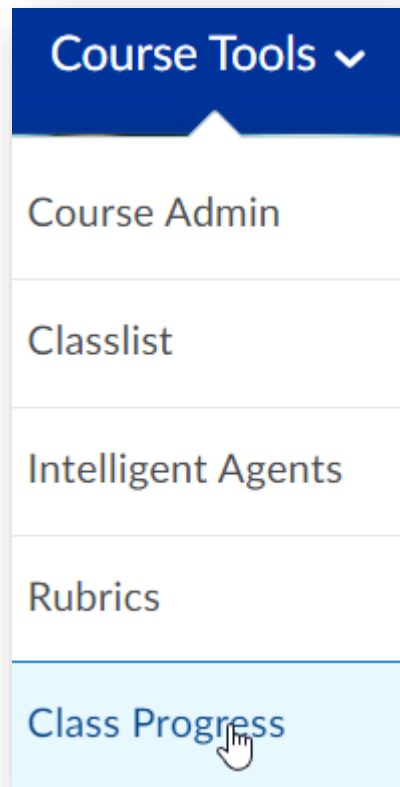 Course Tools
Course Admin
Classlist
Intelligent Agents
Rubrics
Class Progress